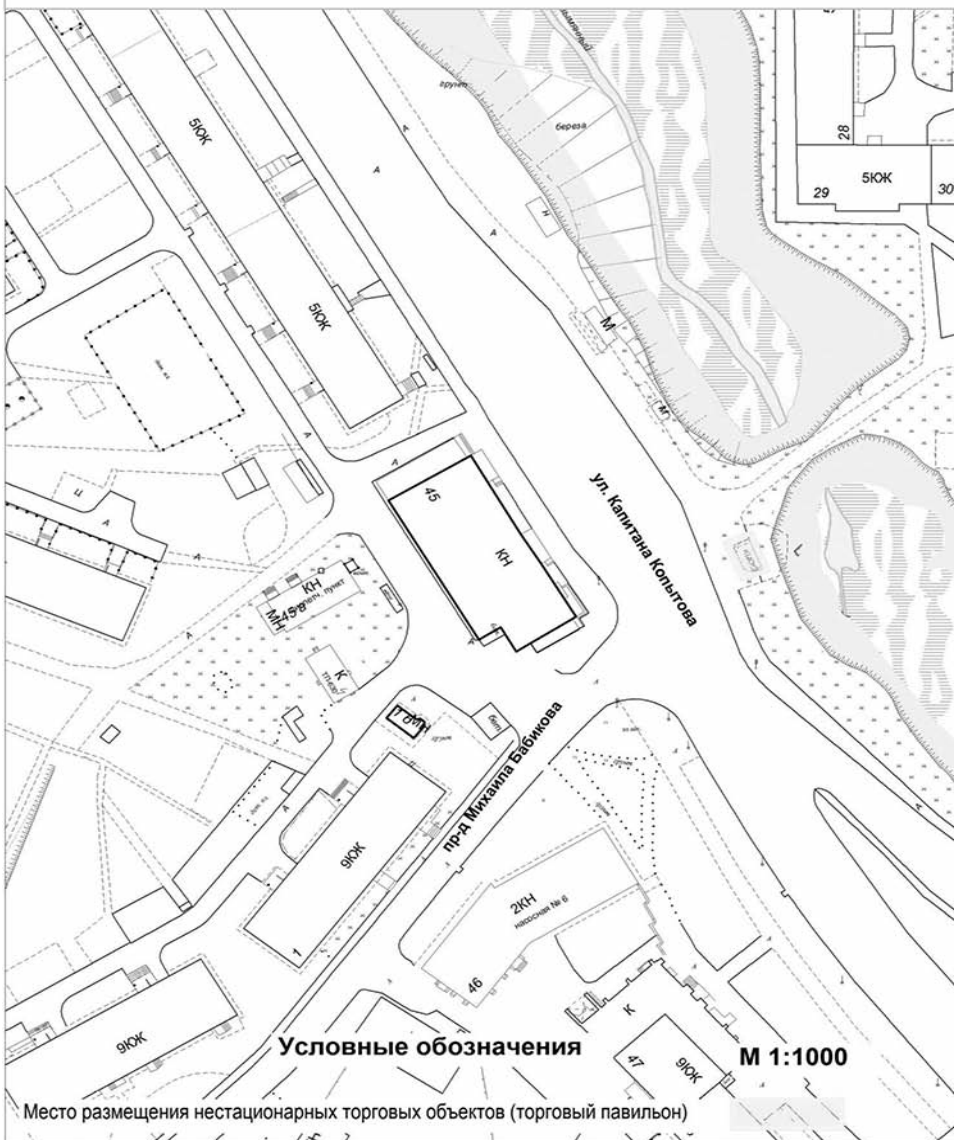 грунт
береза
28
5КЖ
29
5КЖ
30
5КЖ
Н
М
М
А
А
А
А
А
45
КН
ул. Капитана Копытова
Ц
А
А
КН
МН
А
К
МН
бет
пр-д Михаила Бабикова
9КЖ
1
2КН
насосная № 6
46
9КЖ
К
47
9КЖ
Условные обозначения
М 1:1000
Место размещения нестационарных торговых объектов (торговый павильон)